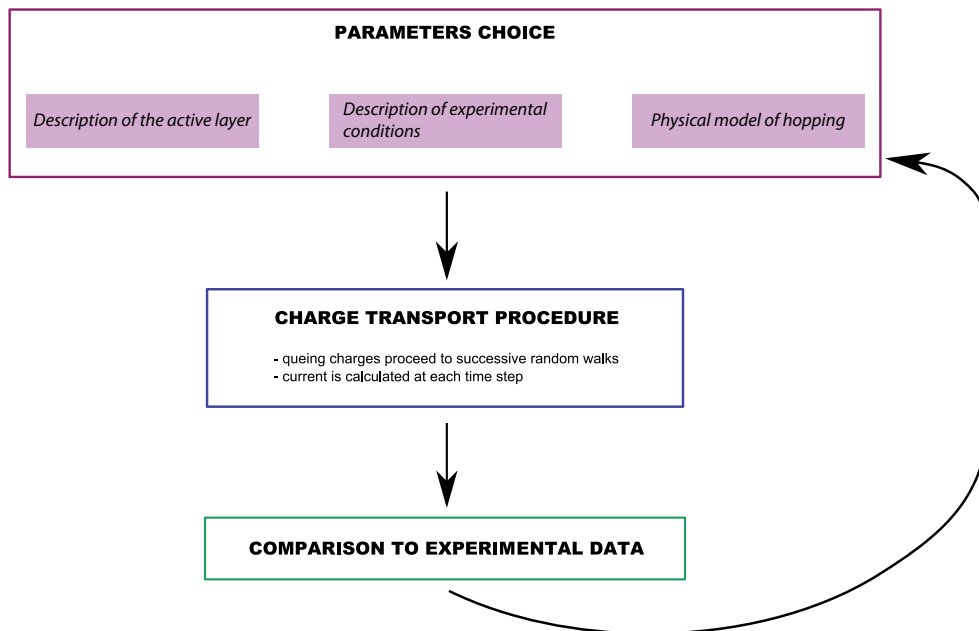 PARAMETERS CHOICE
Description of the active layer
Description of experimental
conditions
Physical model of hopping
CHARGE TRANSPORT PROCEDURE
- queing charges proceed to successive random walks
- current is calculated at each time step
COMPARISON TO EXPERIMENTAL DATA